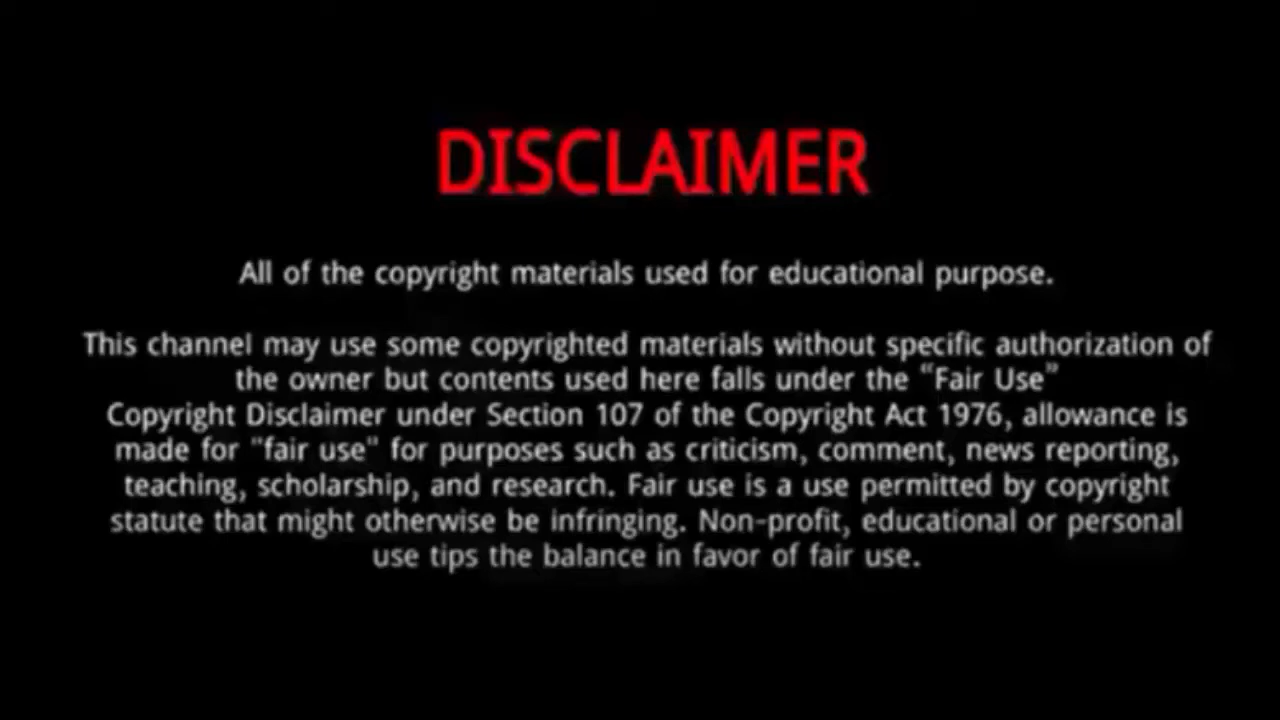 DISCLAIMER
All of the copyright materials used for educational purpose.
This channel may use some copyrighted materials without specific authorization of
the owner but contents used here falls under the “Fair Use”
Copyright Disclaimer under Section 107 of the Copyright Act 1976, allowance is
made for "fair use" for purposes such as criticism, comment, news reporting,
teaching, scholarship, and research. Fair use is a use permitted by copyright
statute that might otherwise be infringing. Non-profit, educational or personal
use tips the balance in favor of fair use.